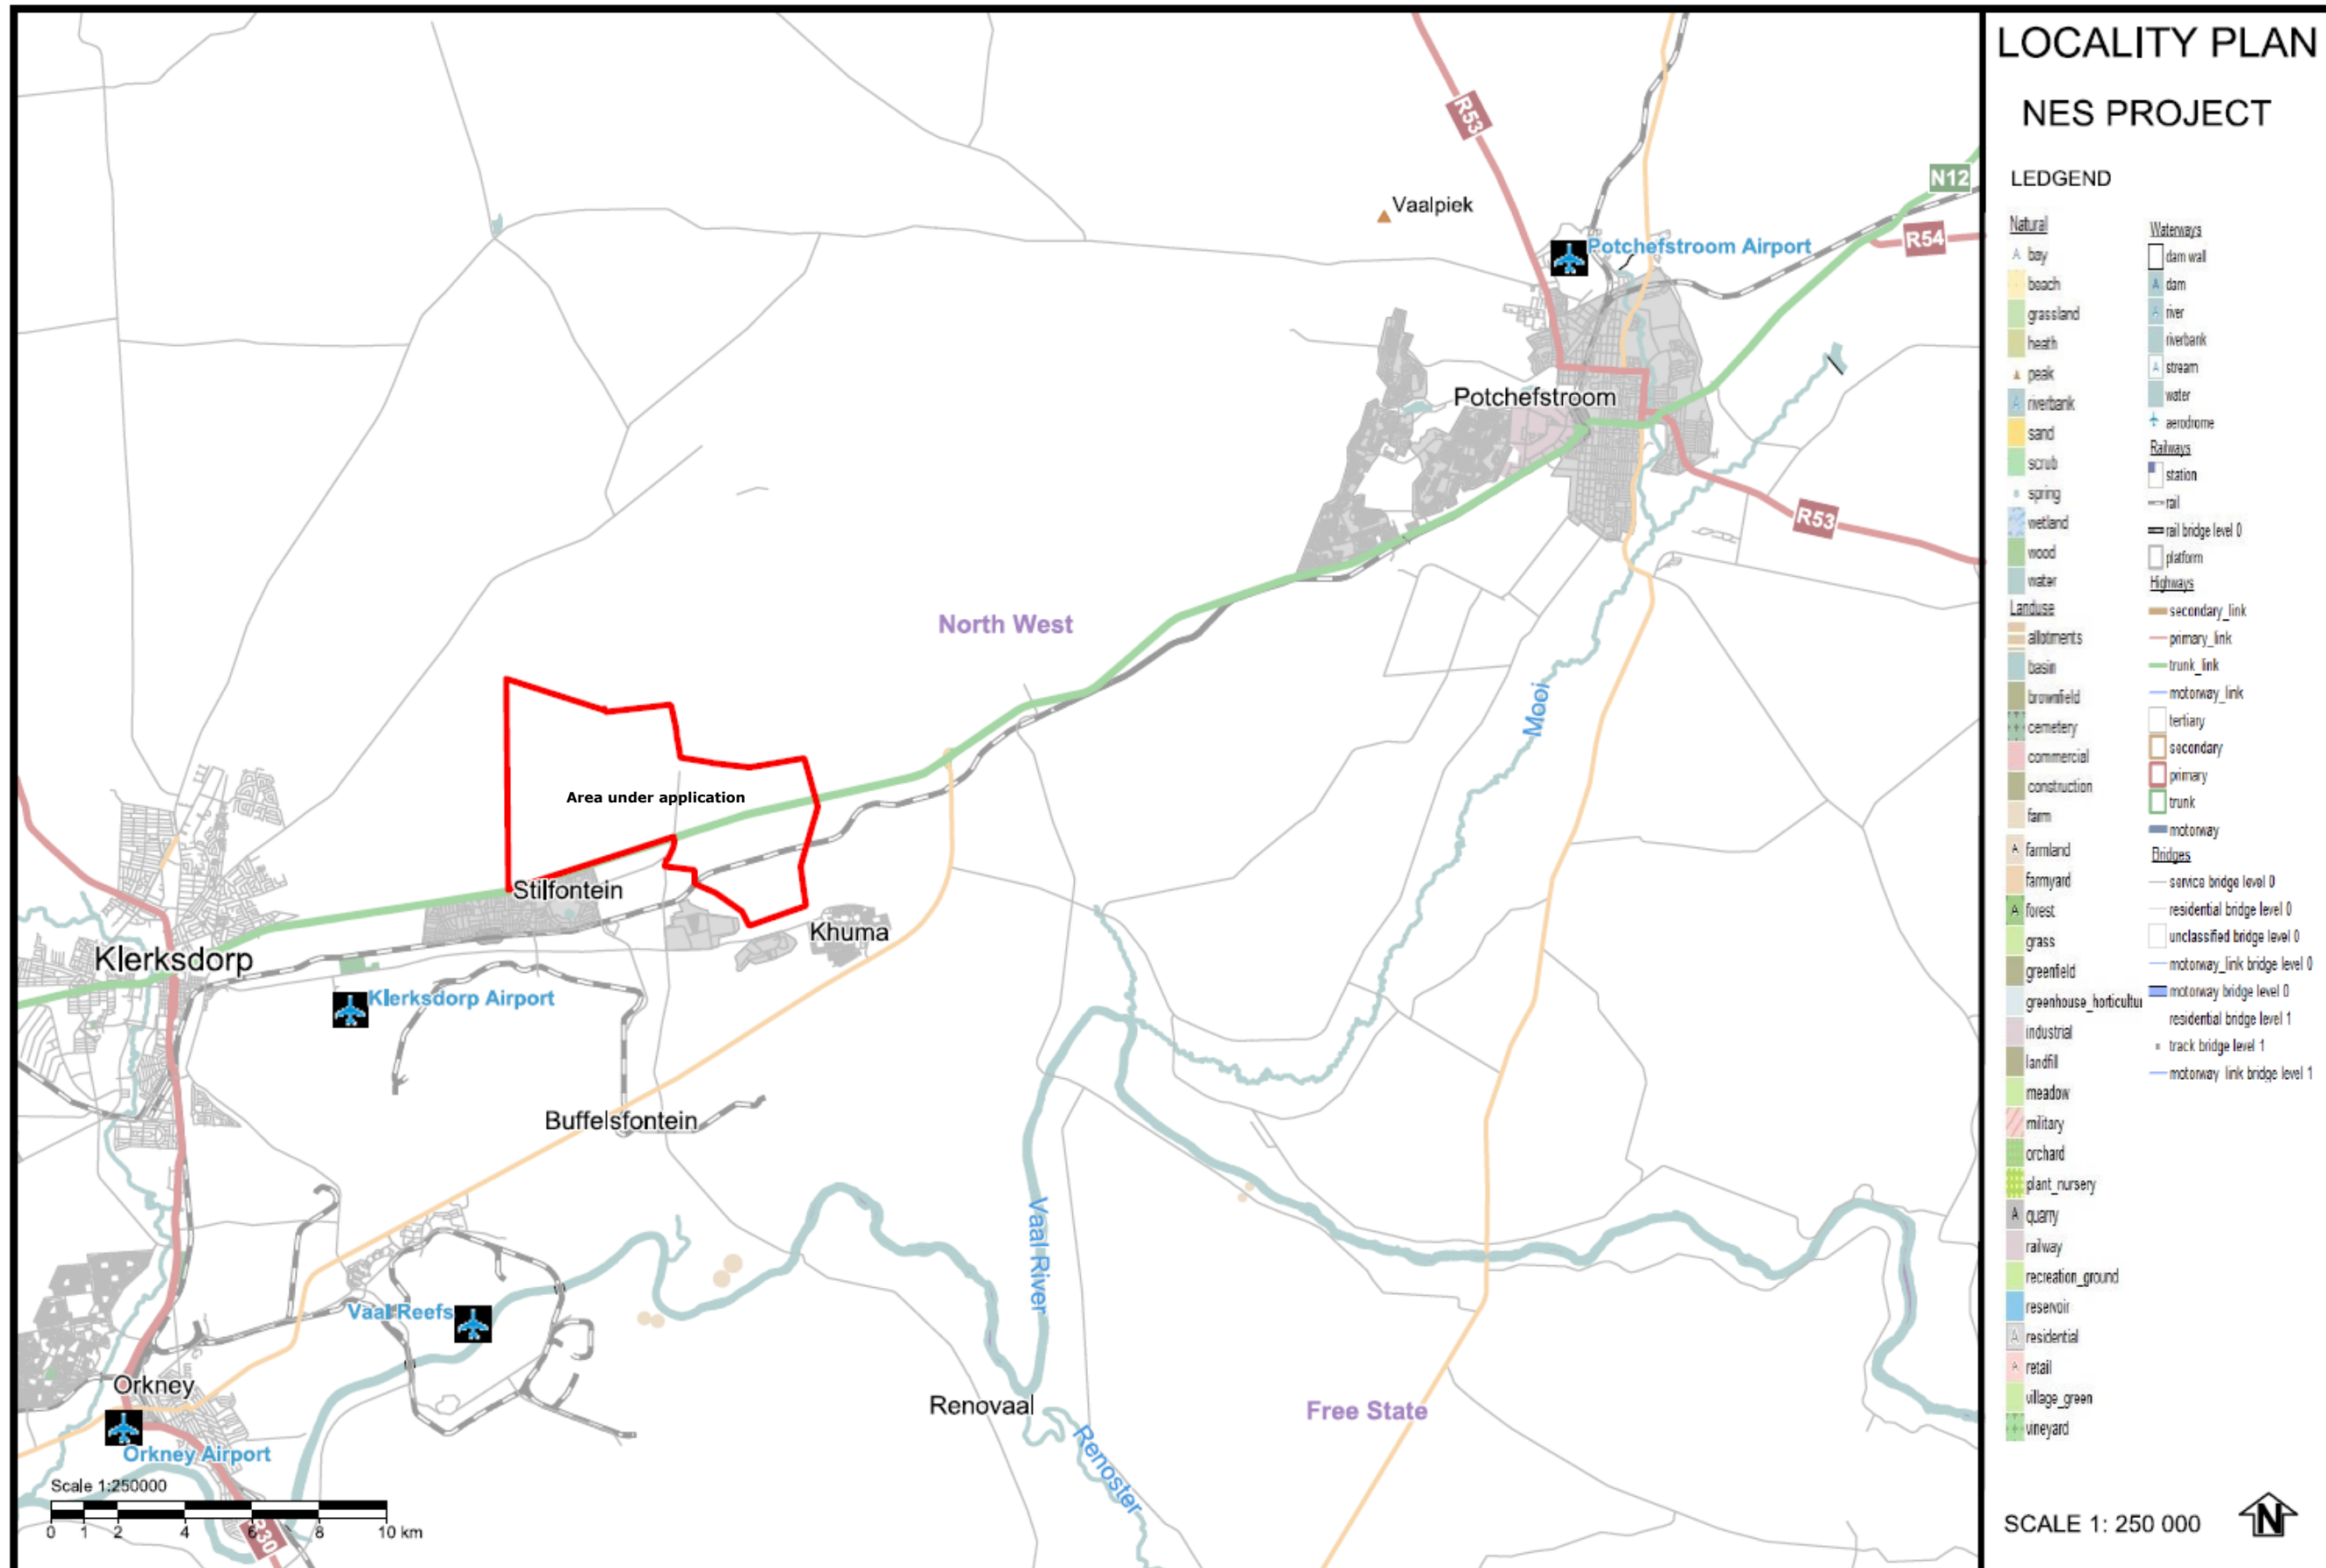 LOCALITY PLAN
NES PROJECT
LEDGEND
Natural
A bay
beach
grassland
heath
peak
A riverbank
sand
scrub
spring
wetland
wood
water
Landuse
allotments
basin
brownfield
cemetery
commercial
construction
farm
A farmland
farmyard
A forest
grass
greenfield
greenhouse_horticultur
industrial
landfill
meadow
military
orchard
plant_nursery
A quarry
railway
recreation_ground
reservoir
A residential
A retail
village_green
vineyard
Waterways
dam wall
A dam
A river
riverbank
A stream
water
aerodrome
Railways
station
rail
rail bridge level 0
platform
Highways
secondary_link
primary_link
trunk_link
motorway_link
tertiary
secondary
primary
trunk
motorway
Bridges
service bridge level 0
residential bridge level 0
unclassified bridge level 0
motorway_link bridge level 0
motorway bridge level 0
residential bridge level 1
track bridge level 1
motorway_link bridge level 1
SCALE 1: 250 000
N
R53
N12
R54
Vaalpiek
Potchefstroom Airport
Potchefstroom
R53
North West
Mooi
Area under application
Stilfontein
Khuma
Klerksdorp
Klerksdorp Airport
Buffelsfontein
Vaal River
Vaal Reefs
Orkney
Orkney Airport
Renovaal
Free State
Renoster
Scale 1:250000
0 1 2 4 6 8 10 km
R30